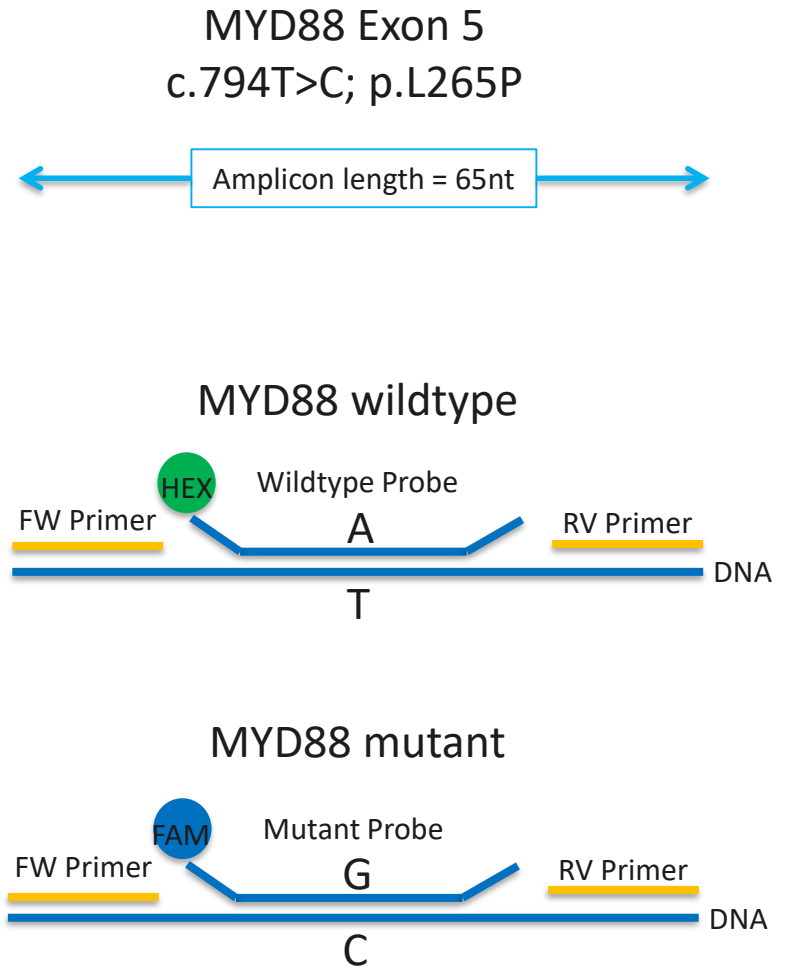 MYD88 Exon 5
c.794T>C; p.L265P
Amplicon length = 65nt
MYD88 wildtype
HEX
Wildtype Probe
FW Primer
A
RV Primer
DNA
T
MYD88 mutant
FAM
Mutant Probe
FW Primer
G
RV Primer
DNA
C